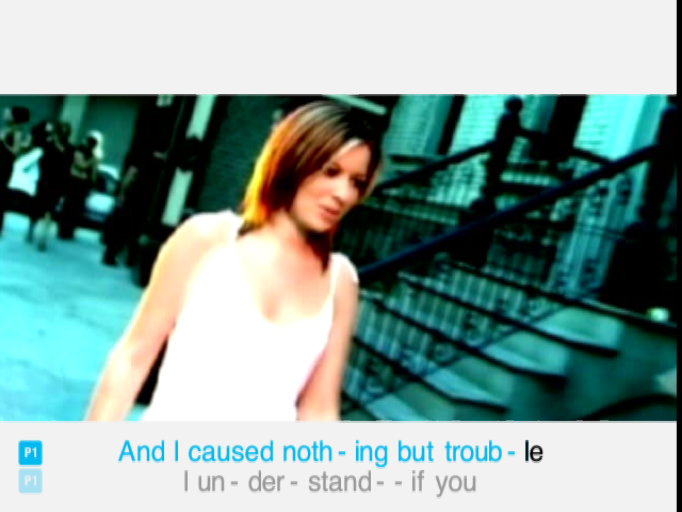 P1 And I caused noth - ing but troub - le
P1 I un - der - stand - - if you